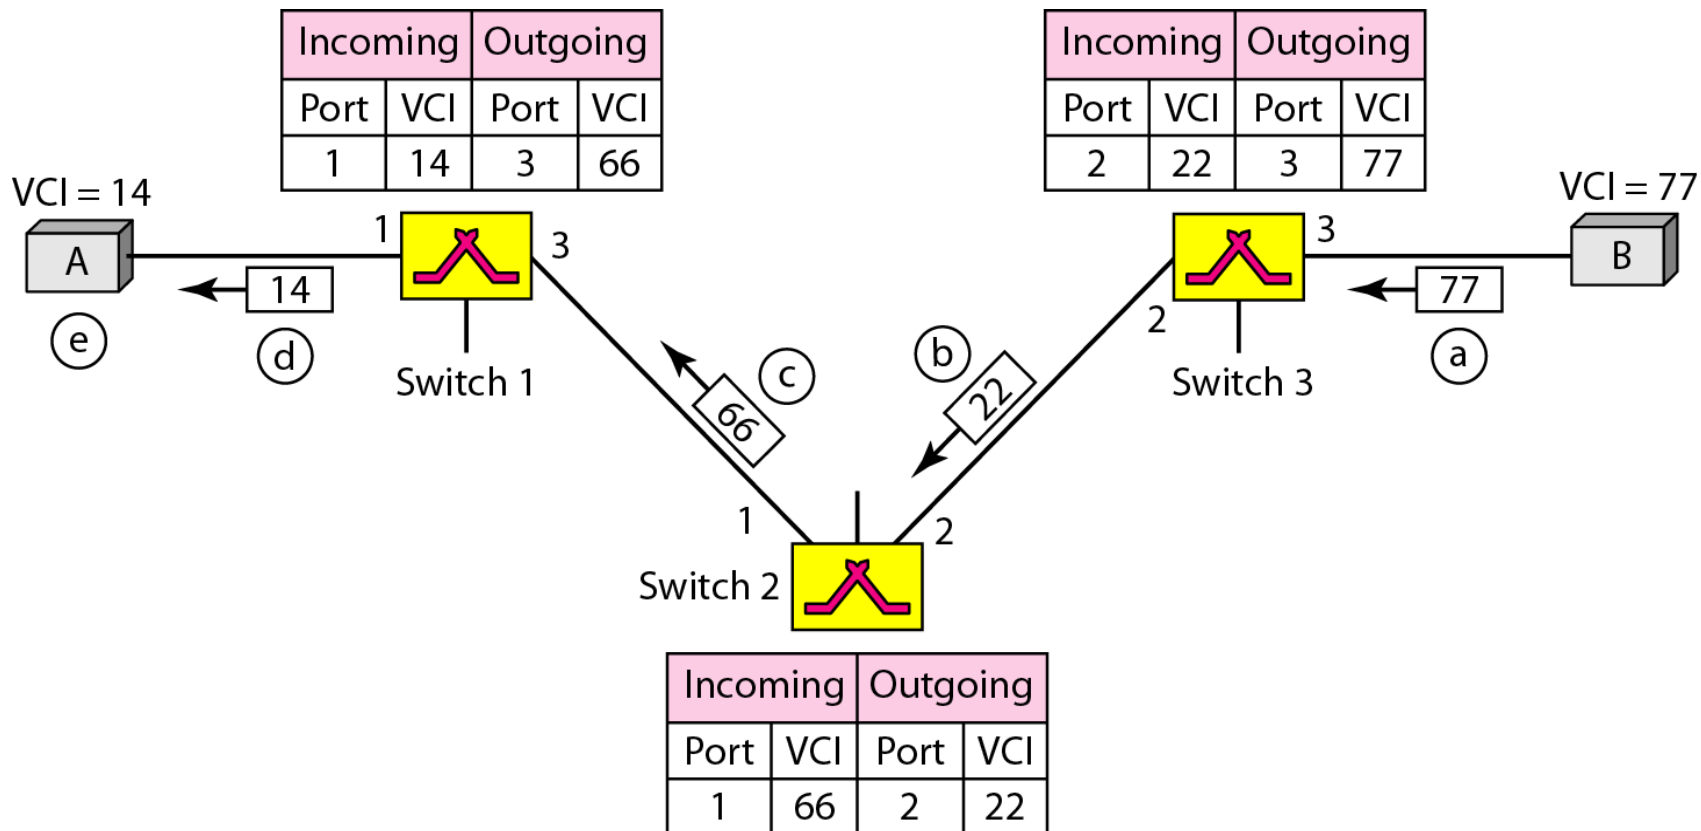 Incoming Outgoing
Port VCI Port VCI
1 14 3 66
Incoming Outgoing
Port VCI Port VCI
2 22 3 77
VCI = 14
VCI = 77
A
1
3
14
e
d
Switch 1
c
66
b
22
2
3
B
77
a
Switch 3
1
2
Switch 2
Incoming Outgoing
Port VCI Port VCI
1 66 2 22